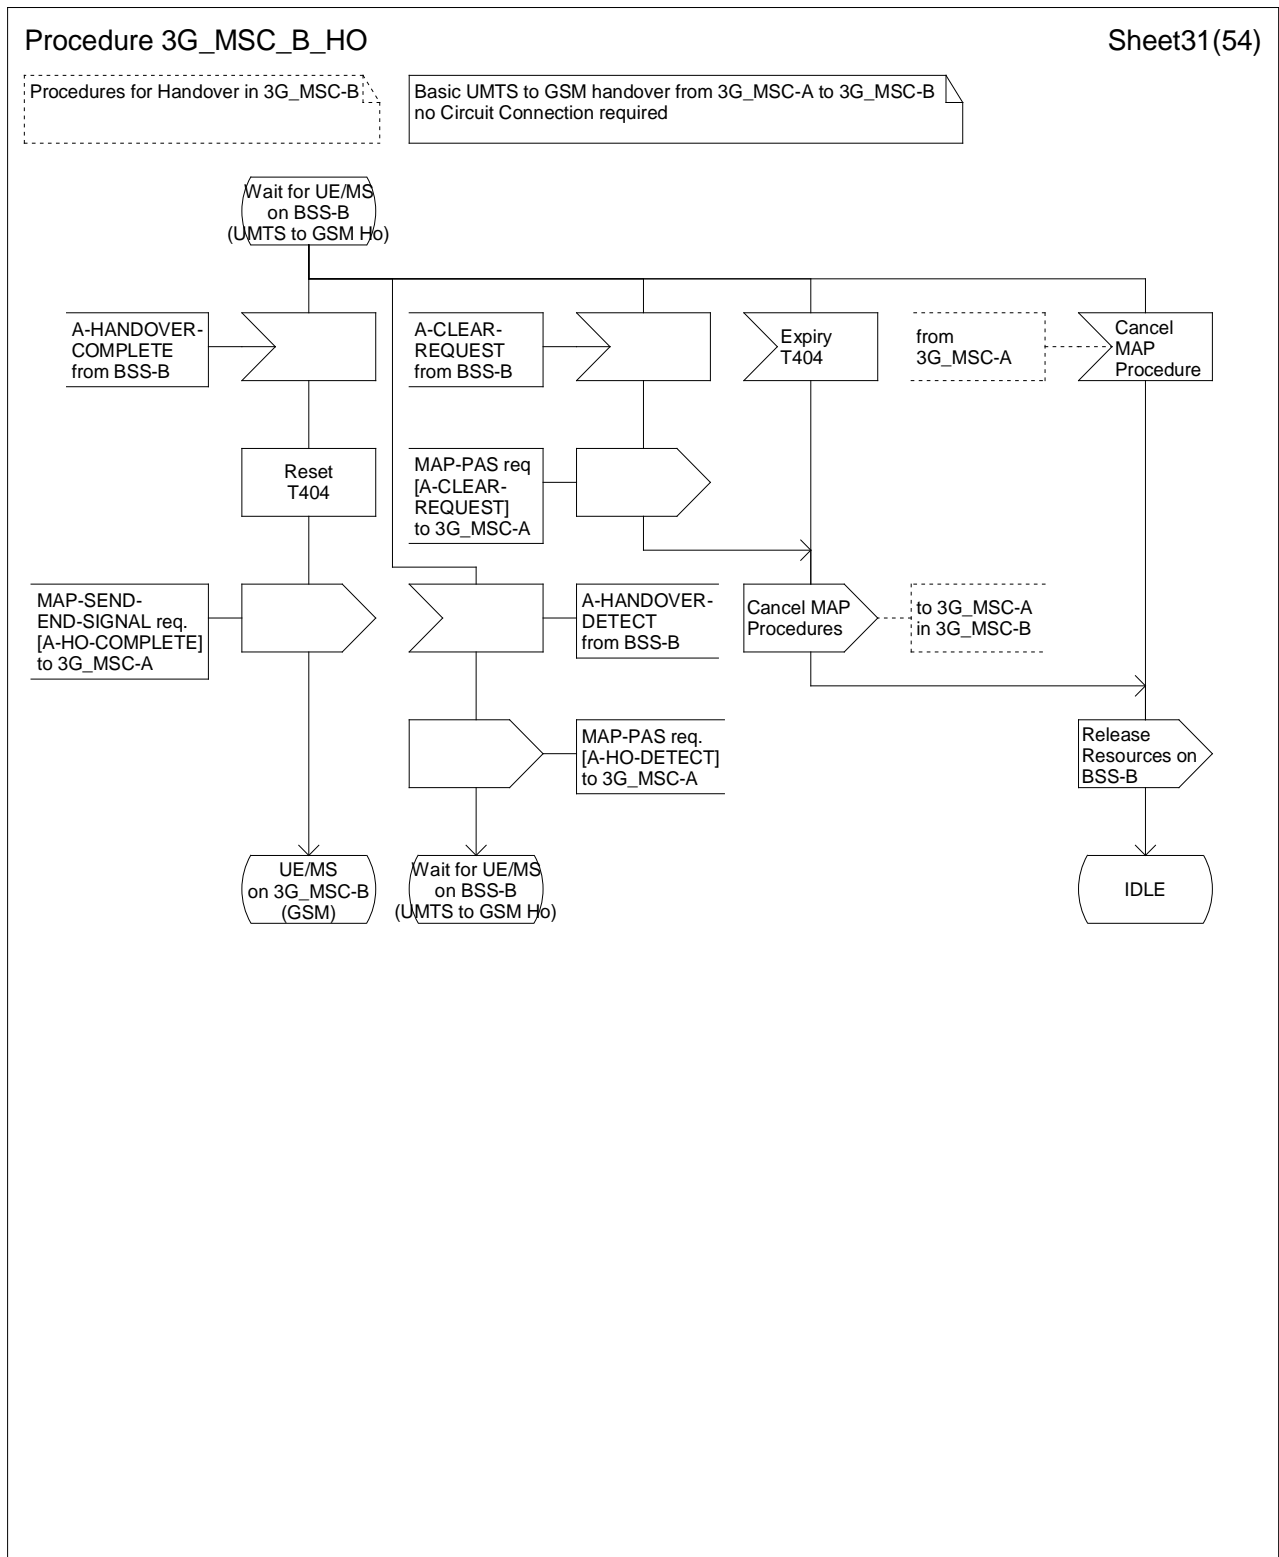 Procedure 3G_MSC_B_HO
Sheet31(54)
Procedures for Handover in 3G_MSC-B
Basic UMTS to GSM handover from 3G_MSC-A to 3G_MSC-B
no Circuit Connection required
Wait for UE/MS
on BSS-B
(UMTS to GSM Ho)
A-HANDOVER-
COMPLETE
from BSS-B
A-CLEAR-
REQUEST
from BSS-B
Expiry
T404
from
3G_MSC-A
Cancel
MAP
Procedure
Reset
T404
MAP-PAS req
[A-CLEAR-
REQUEST]
to 3G_MSC-A
MAP-SEND-
END-SIGNAL req.
[A-HO-COMPLETE]
to 3G_MSC-A
A-HANDOVER-
DETECT
from BSS-B
Cancel MAP
Procedures
to 3G_MSC-A
in 3G_MSC-B
MAP-PAS req.
[A-HO-DETECT]
to 3G_MSC-A
Release
Resources on
BSS-B
UE/MS
on 3G_MSC-B
(GSM)
Wait for UE/MS
on BSS-B
(UMTS to GSM Ho)
IDLE